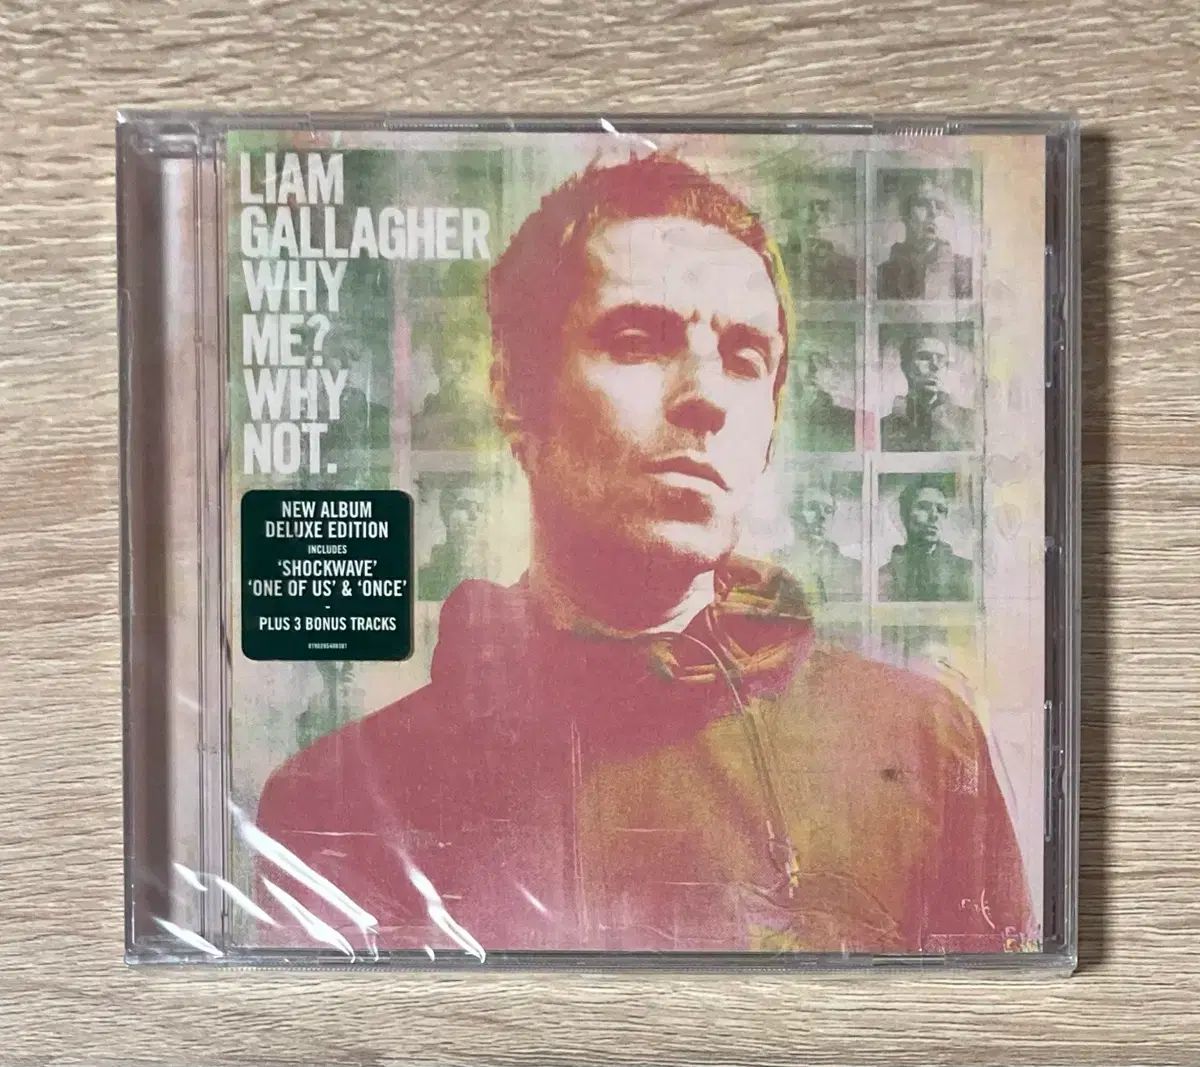 LIAM
GALLAGHER
WHY
ME?
WHY
NOT.
NEW ALBUM
DELUXE EDITION
INCLUDES
‘SHOCKWAVE’
‘ONE OF US’ & ‘ONCE’
-
PLUS 3 BONUS TRACKS